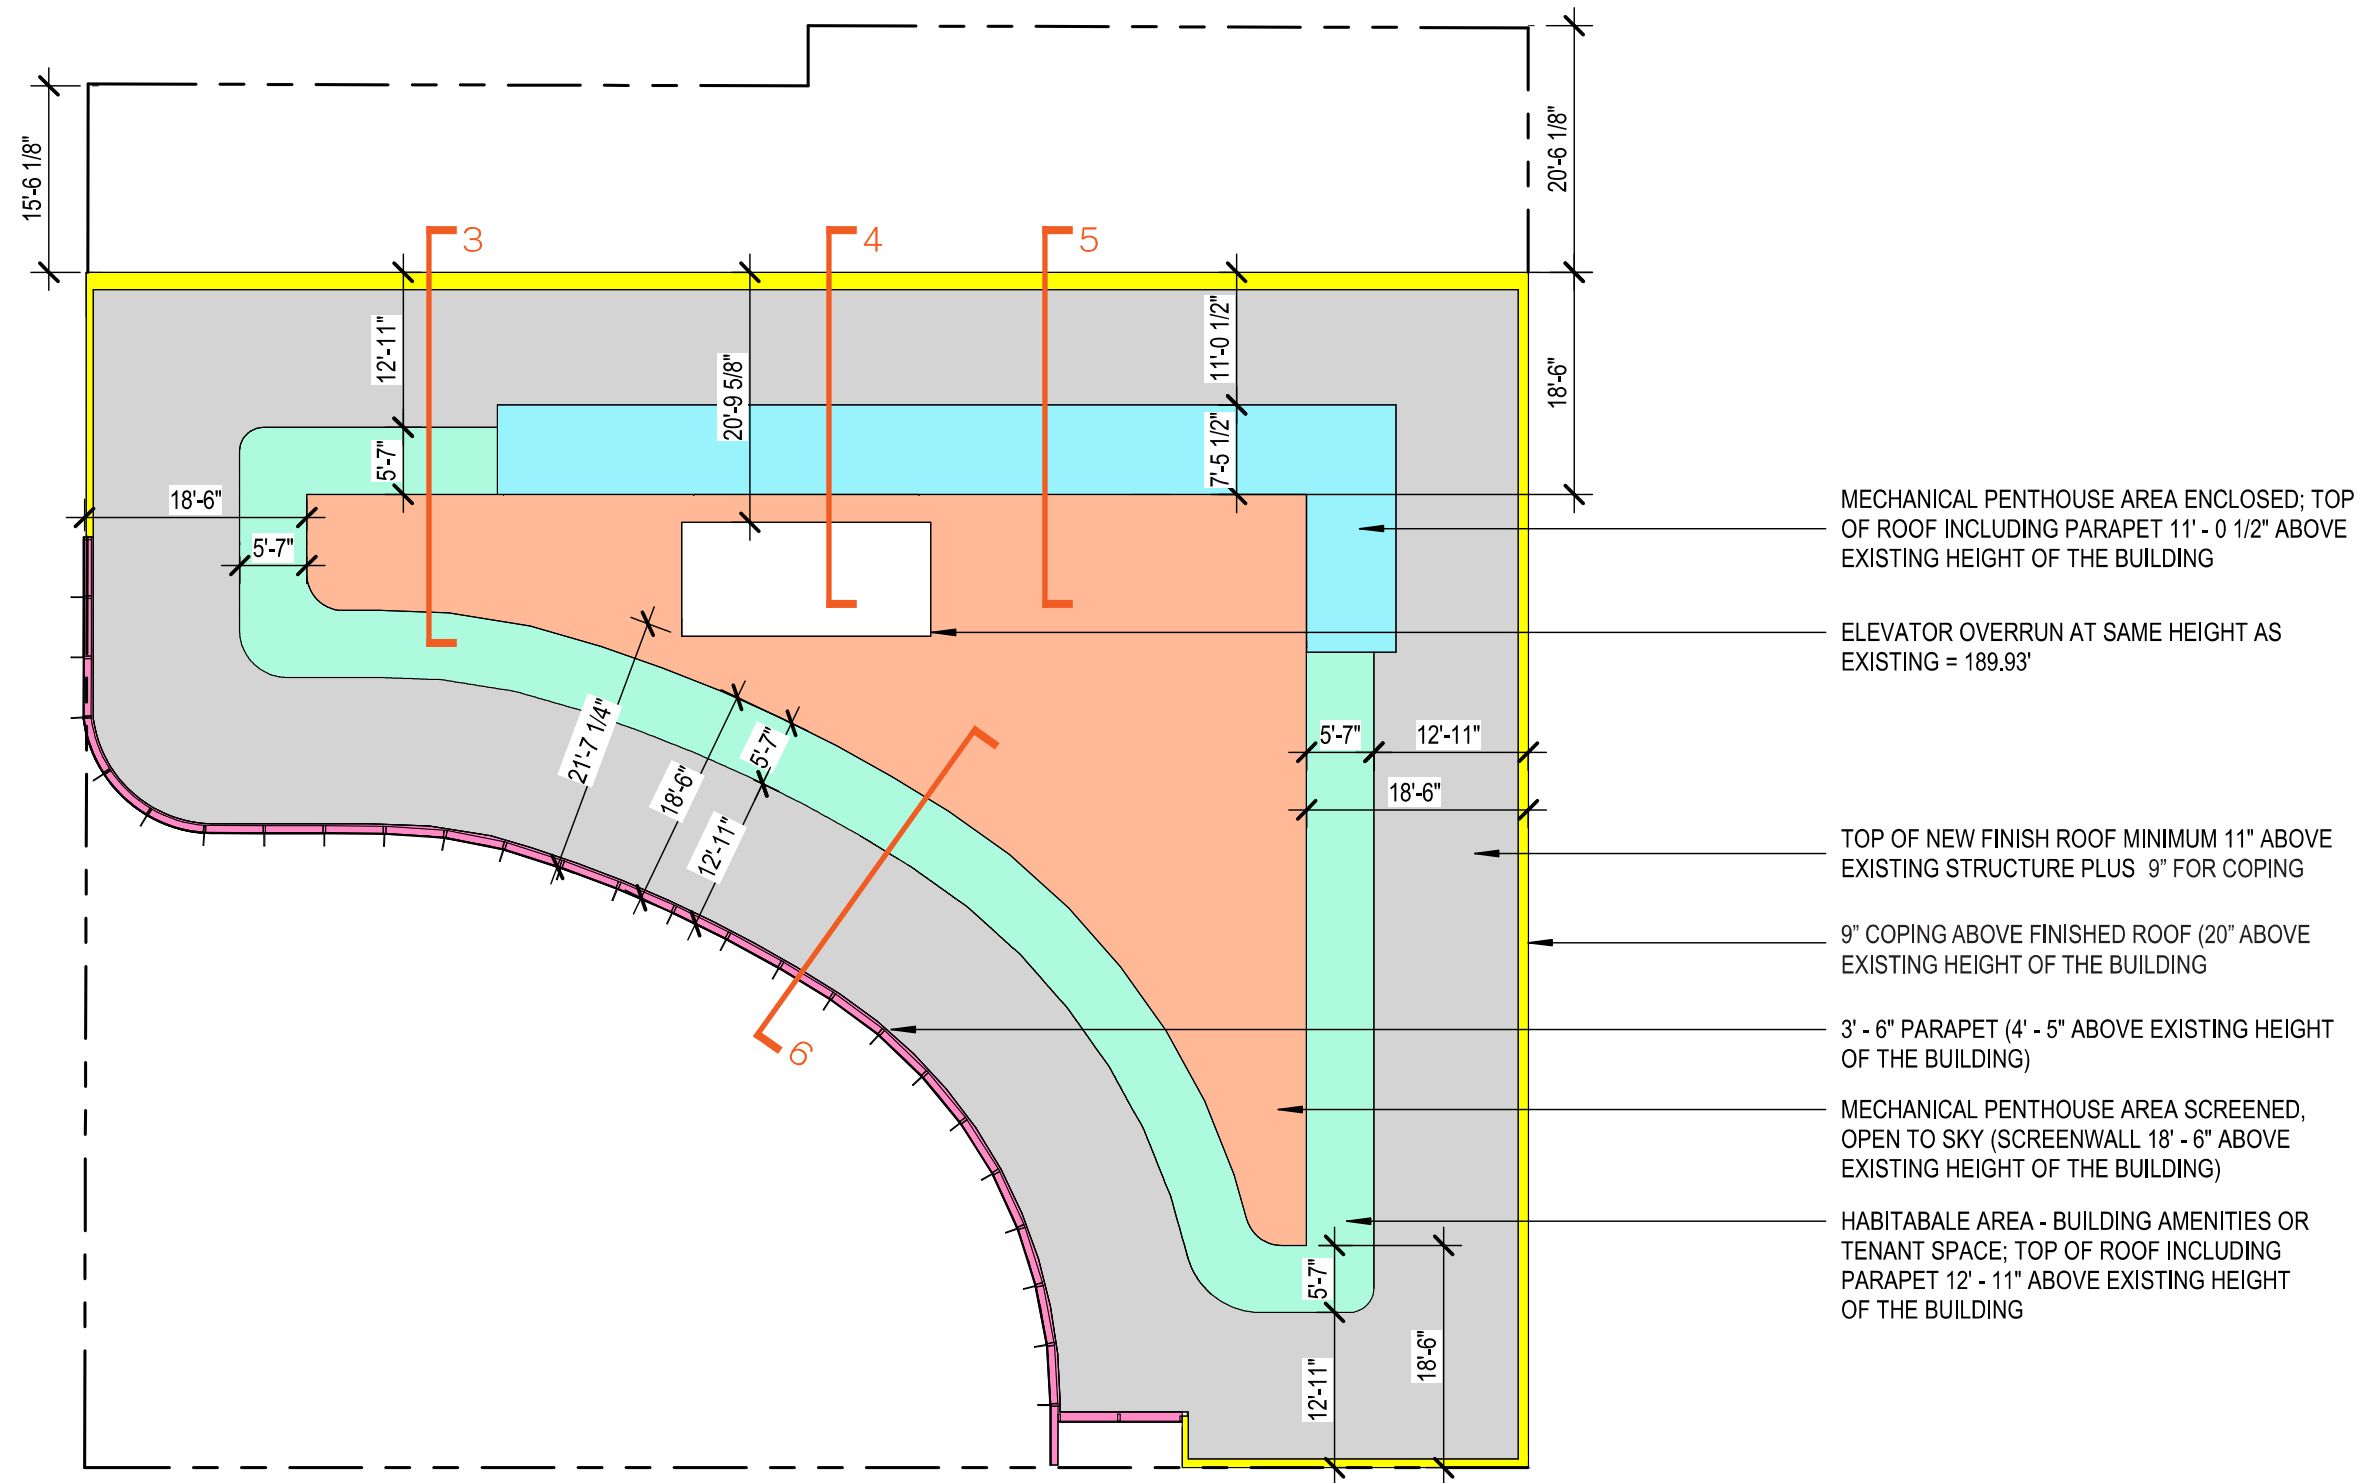 20'-6 1/8"
15'-6 1/8"
3
4
5
12'-11"
20'-9 5/8"
11'-0 1/2"
18'-6"
5'-7"
7'-5 1/2"
18'-6"
5'-7"
21'-7 1/4"
18'-6"
5'-7"
12'-11"
6
5'-7"
12'-11"
18'-6"
5'-7"
12'-11"
18'-6"
MECHANICAL PENTHOUSE AREA ENCLOSED; TOP
OF ROOF INCLUDING PARAPET 11' - 0 1/2" ABOVE
EXISTING HEIGHT OF THE BUILDING
ELEVATOR OVERRUN AT SAME HEIGHT AS
EXISTING = 189.93'
TOP OF NEW FINISH ROOF MINIMUM 11" ABOVE
EXISTING STRUCTURE PLUS 9” FOR COPING
9” COPING ABOVE FINISHED ROOF (20” ABOVE
EXISTING HEIGHT OF THE BUILDING
3' - 6" PARAPET (4' - 5" ABOVE EXISTING HEIGHT
OF THE BUILDING)
MECHANICAL PENTHOUSE AREA SCREENED,
OPEN TO SKY (SCREENWALL 18' - 6" ABOVE
EXISTING HEIGHT OF THE BUILDING)
HABITABALE AREA - BUILDING AMENITIES OR
TENANT SPACE; TOP OF ROOF INCLUDING
PARAPET 12' - 11" ABOVE EXISTING HEIGHT
OF THE BUILDING